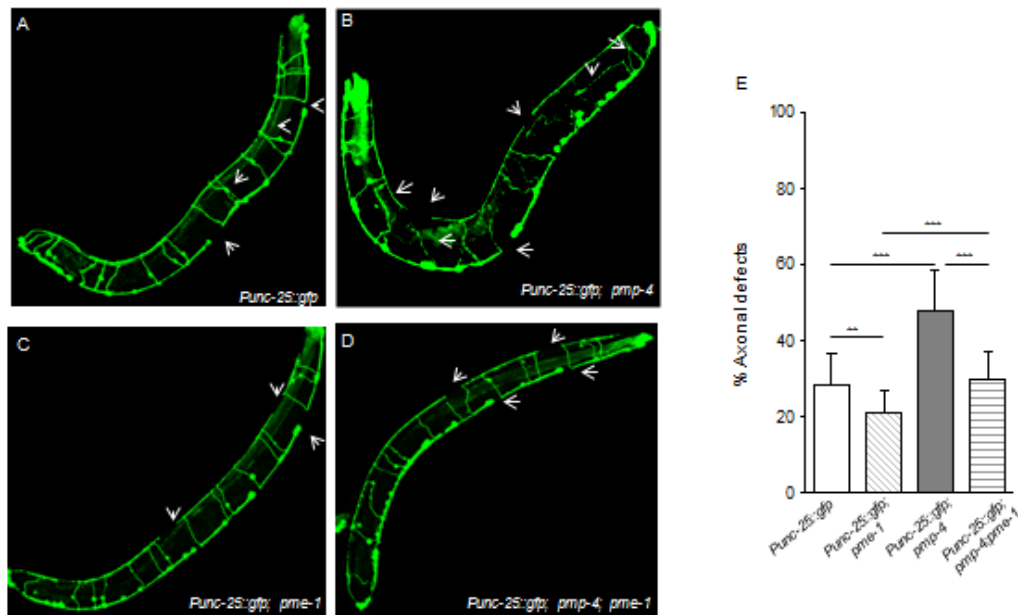 A
Punc-25::gfp
B
Punc-25::gfp; pmp-4
C
Punc-25::gfp; pme-1
D
Punc-25::gfp; pmp-4; pme-1
E
% Axonal defects
100
80
60
40
20
0
***
***
***
**
Punc-25::gfp
Punc-25::gfp;
pme-1
Punc-25::gfp;
pmp-4
Punc-25::gfp;
pmp-4;pme-1